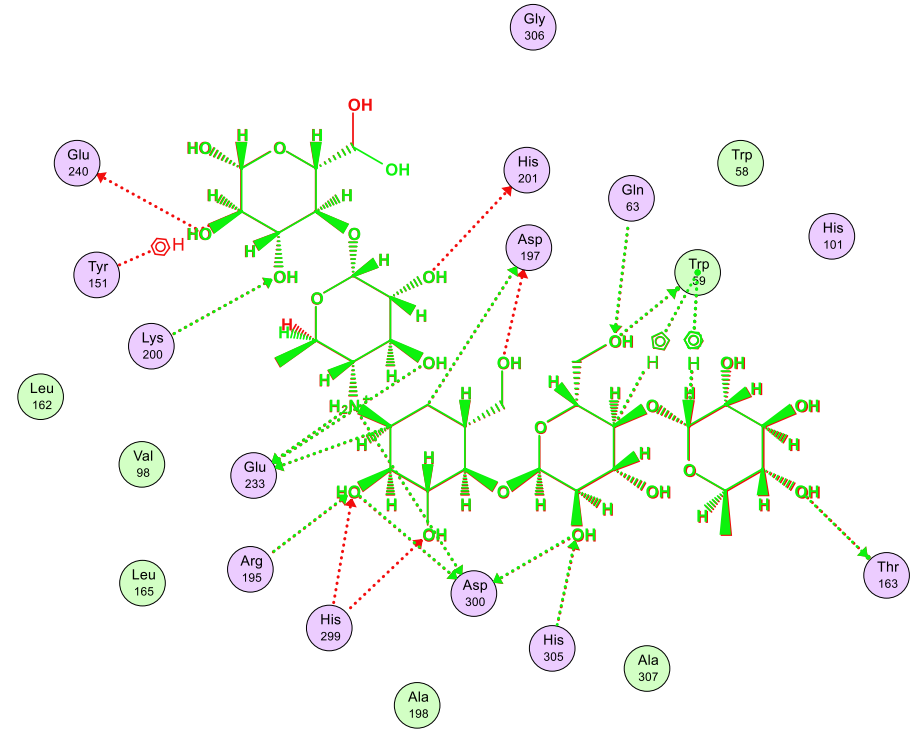 Gly
306
OH
HO H O H OH
Glu
240
His
201
Trp
58
Gln
63
H H
HO
H O
Tyr
151
H
Asp
197
His
101
OH
H
OH
Trp
59
O
H
H
H
Lys
200
OH
H
H
H
OH
OH
H
OH
Leu
162
H₂N+
H
O
H
O
H
OH
Val
98
Glu
233
H
H
H
O
H
O
H
HO
H
H
O
H
OH
H
H
OH
H
OH
OH
Arg
195
Leu
165
Asp
300
Thr
163
His
299
His
305
Ala
307
Ala
198